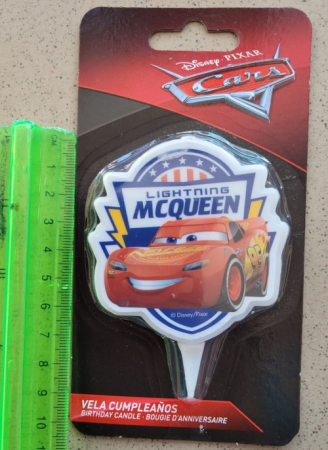 Disney · PIXAR
Cars
LIGHTNING
MCQUEEN
© Disney/Pixar
VELA CUMPLEAÑOS
BIRTHDAY CANDLE · BOUGIE D'ANNIVERSAIRE
1
2
3
4
5
6
7
8
9
10